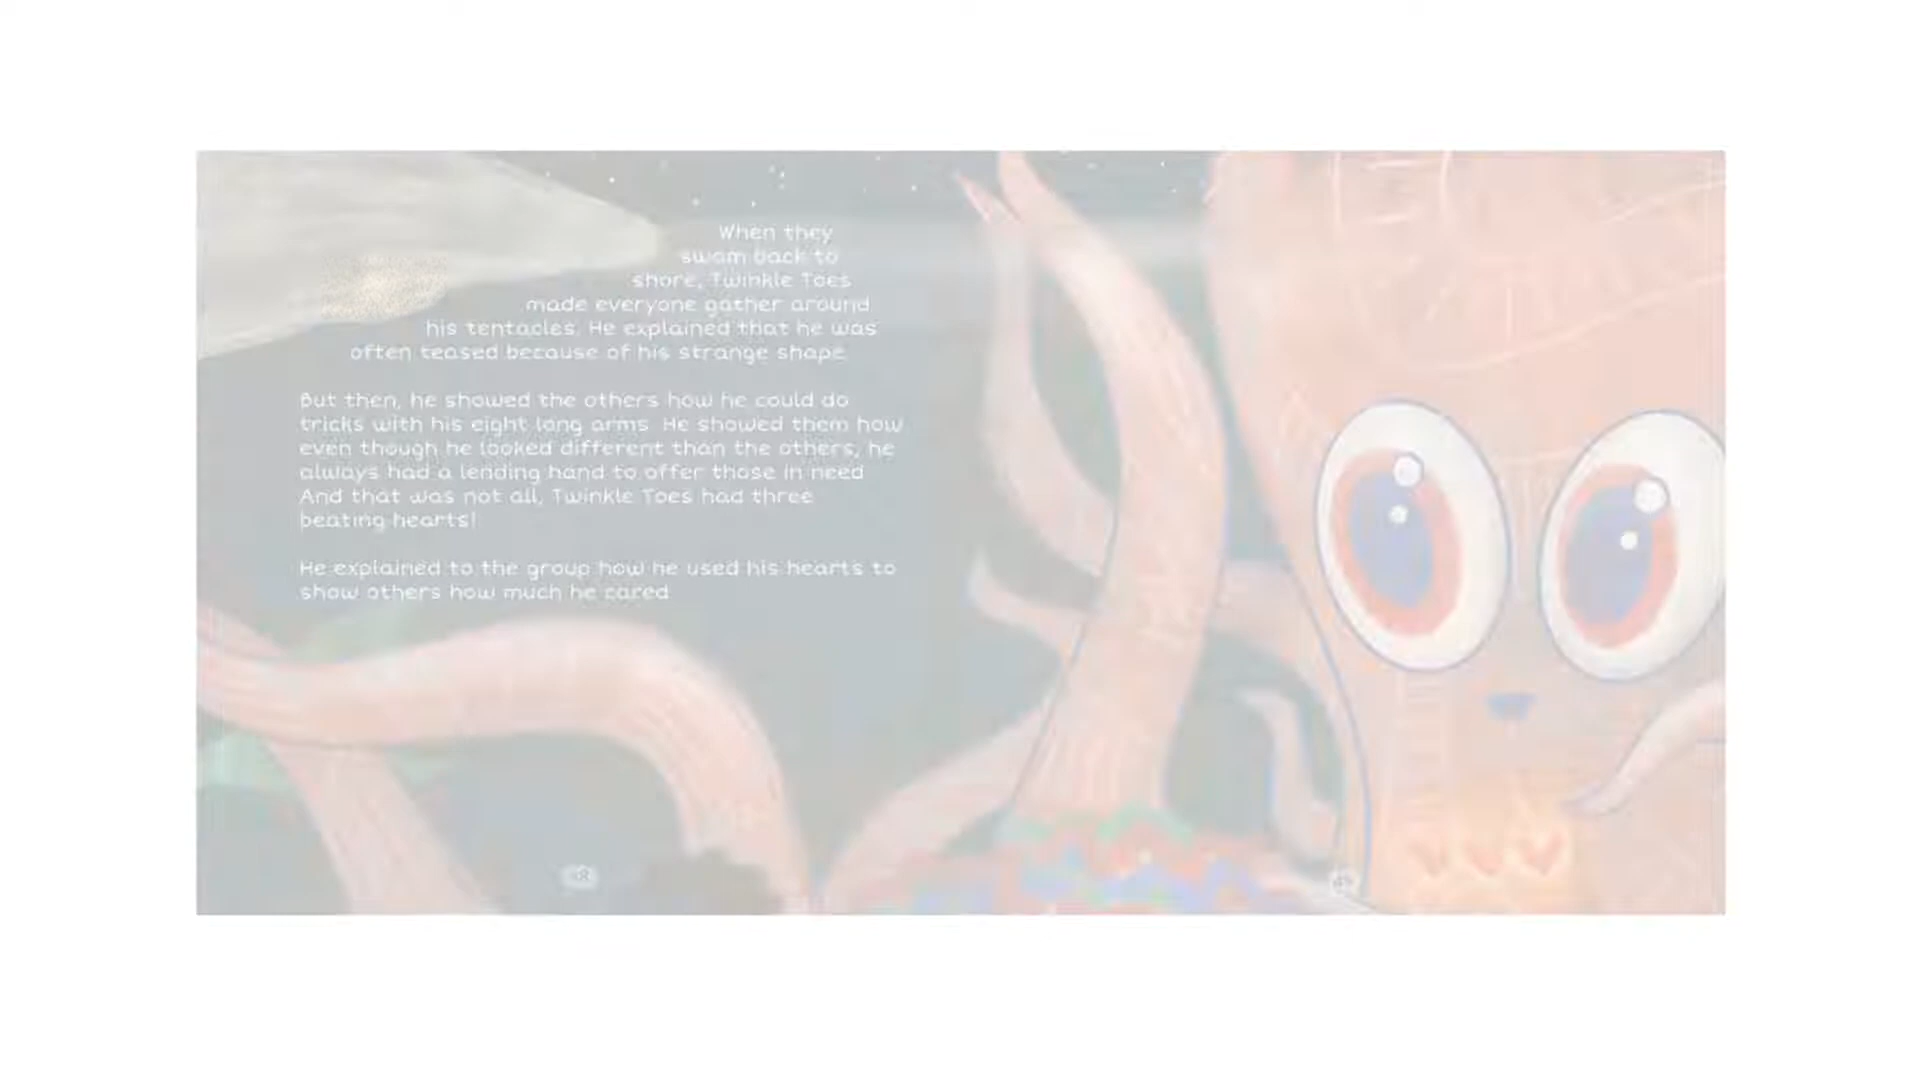 When they
swam back to
shore, Twinkle Toes
made everyone gather around
his tentacles. He explained that he was
often teased because of his strange shape.
But then, he showed the others how he could do
tricks with his eight long arms. He showed them how
even though he looked different than the others, he
always had a lending hand to offer those in need.
And that was not all, Twinkle Toes had three
beating hearts!
He explained to the group how he used his hearts to
show others how much he cared.